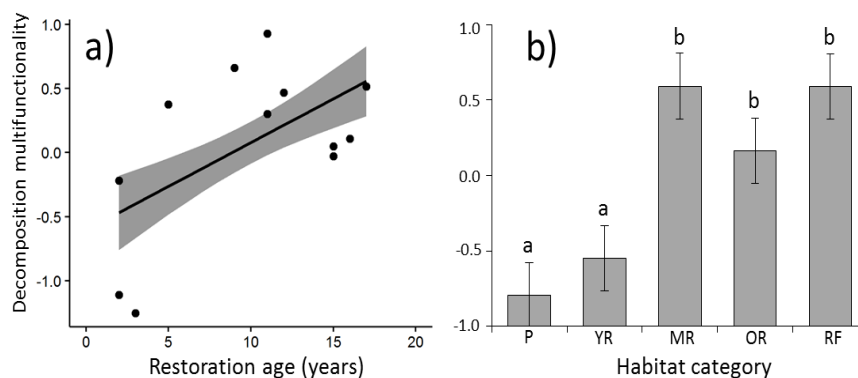 a)
Decomposition multifunctionality
1.0
0.5
0.0
-0.5
-1.0
0 5 10 15 20
Restoration age (years)
b)
1.0
0.5
0.0
-0.5
-1.0
a a b b b
P YR MR OR RF
Habitat category